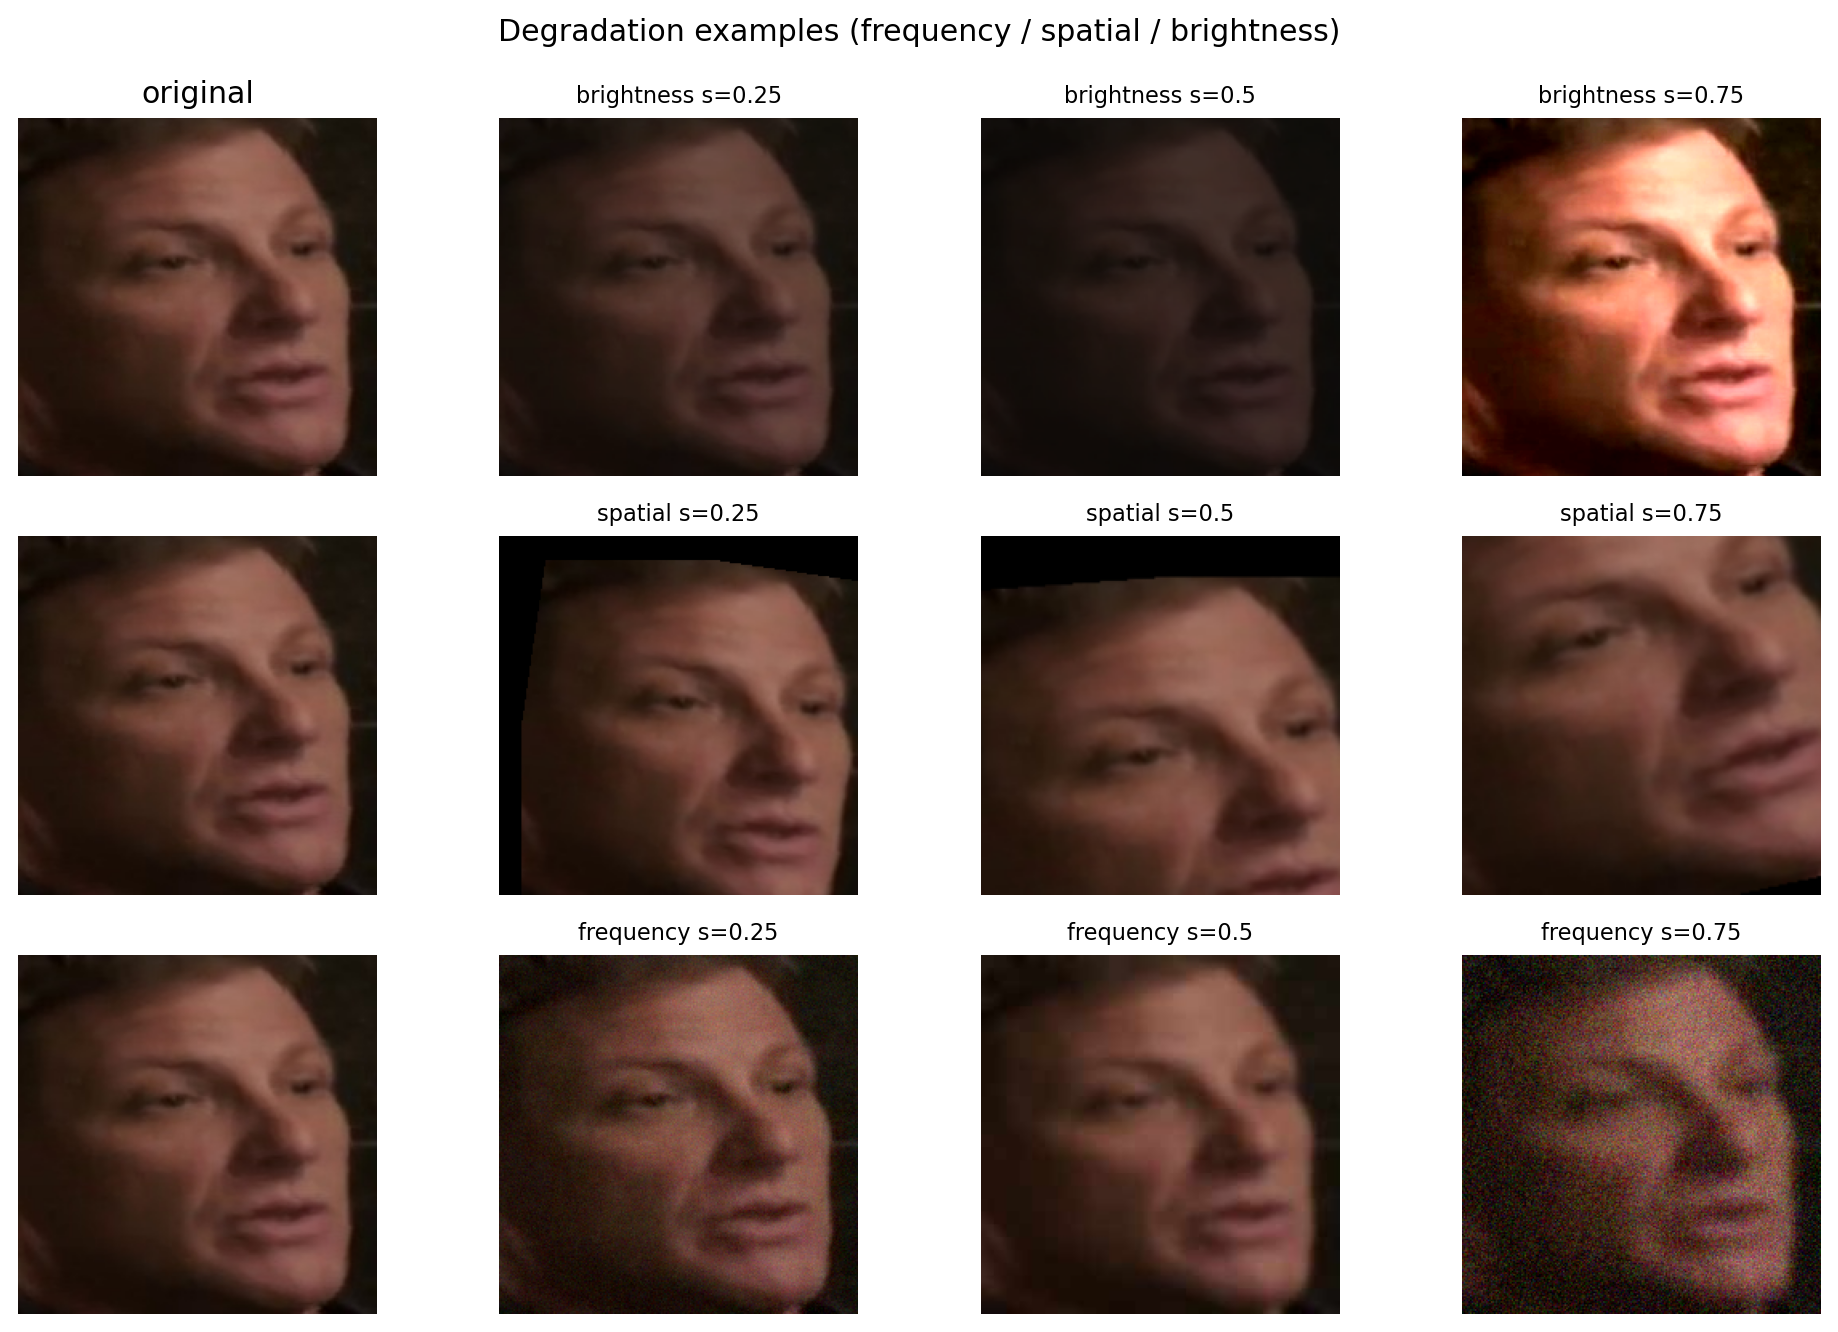 Degradation examples (frequency / spatial / brightness)
original
brightness s=0.25
brightness s=0.5
brightness s=0.75
spatial s=0.25
spatial s=0.5
spatial s=0.75
frequency s=0.25
frequency s=0.5
frequency s=0.75